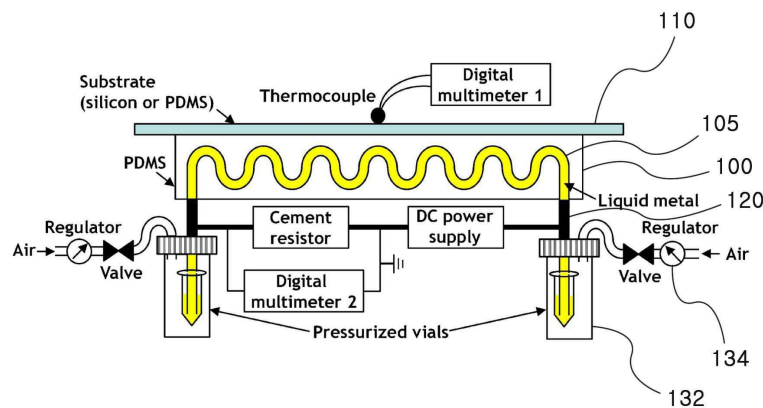 110
Substrate
(silicon or PDMS)
Thermocouple
Digital
multimeter 1
105
PDMS
100
Liquid metal
120
Regulator
Cement
resistor
DC power
supply
Regulator
Air
Valve
Air
Valve
Digital
multimeter 2
Pressurized vials
134
132